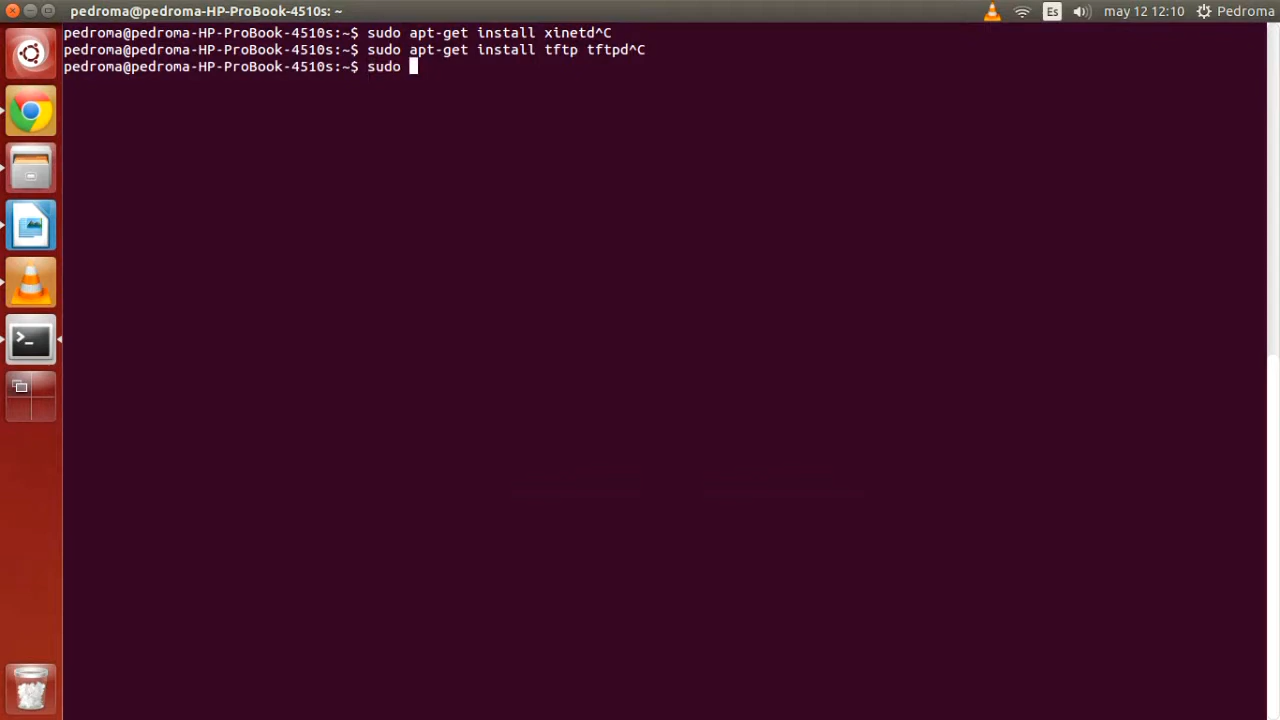 pedroma@pedroma-HP-ProBook-4510s: ~
Es
may 12 12:10
Pedroma
pedroma@pedroma-HP-ProBook-4510s:~$ sudo apt-get install xinetd^C
pedroma@pedroma-HP-ProBook-4510s:~$ sudo apt-get install tftp tftpd^C
pedroma@pedroma-HP-ProBook-4510s:~$ sudo